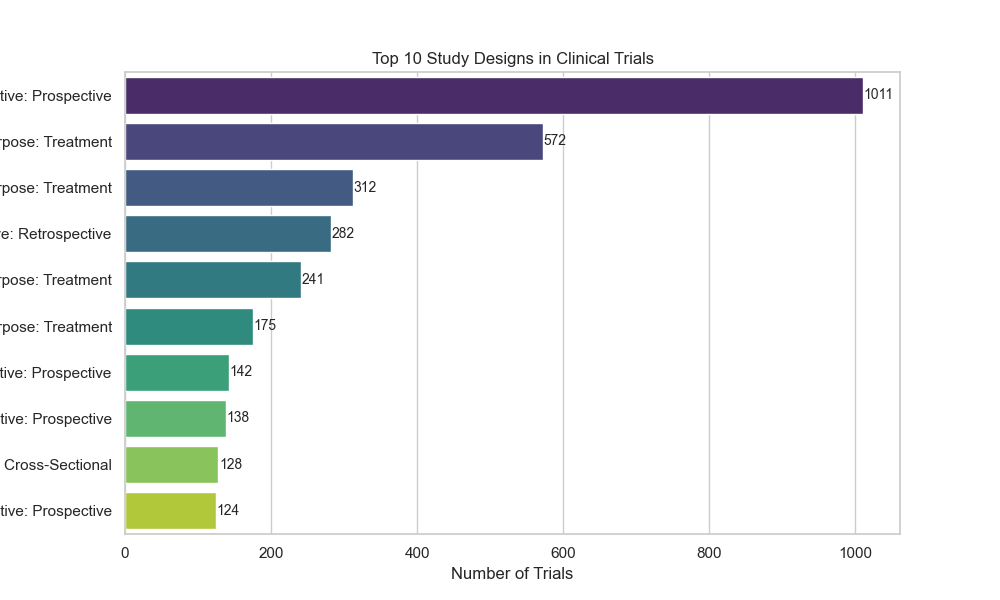 Top 10 Study Designs in Clinical Trials
tive: Prospective 1011
rpose: Treatment 572
rpose: Treatment 312
e: Retrospective 282
rpose: Treatment 241
rpose: Treatment 175
tive: Prospective 142
tive: Prospective 138
Cross-Sectional 128
tive: Prospective 124
0 200 400 600 800 1000
Number of Trials